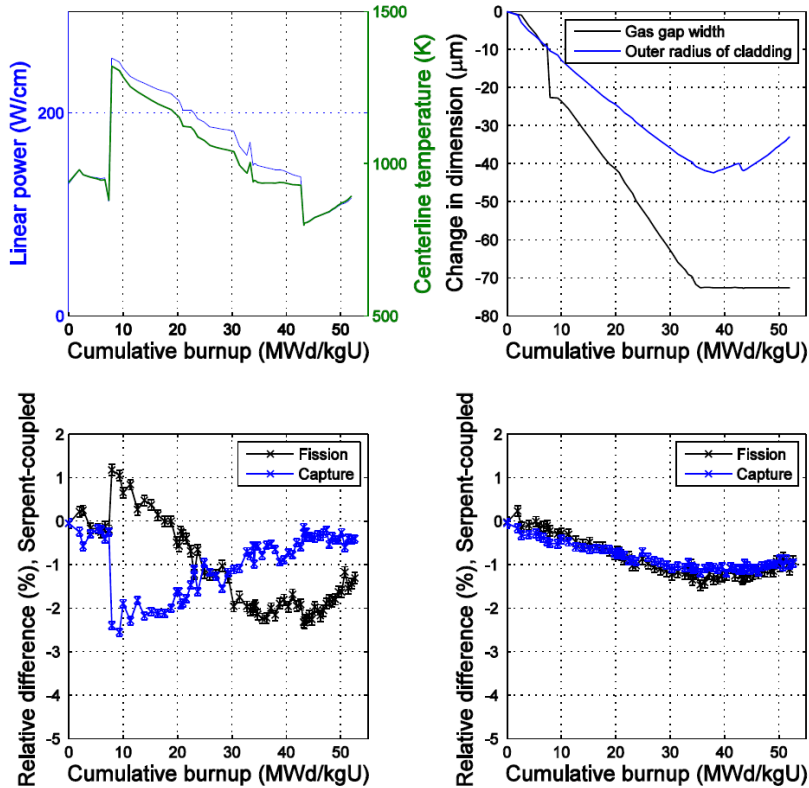 Linear power (W/cm)
200
0
1500
1000
500
Centerline temperature (K)
0 10 20 30 40 50
Cumulative burnup (MWd/kgU)
Change in dimension (μm)
0
-10
-20
-30
-40
-50
-60
-70
-80
Gas gap width
Outer radius of cladding
0 10 20 30 40 50
Cumulative burnup (MWd/kgU)
Relative difference (%), Serpent-coupled
2
1
0
-1
-2
-3
-4
-5
Fission
Capture
0 10 20 30 40 50
Cumulative burnup (MWd/kgU)
Relative difference (%), Serpent-coupled
2
1
0
-1
-2
-3
-4
-5
Fission
Capture
0 10 20 30 40 50
Cumulative burnup (MWd/kgU)